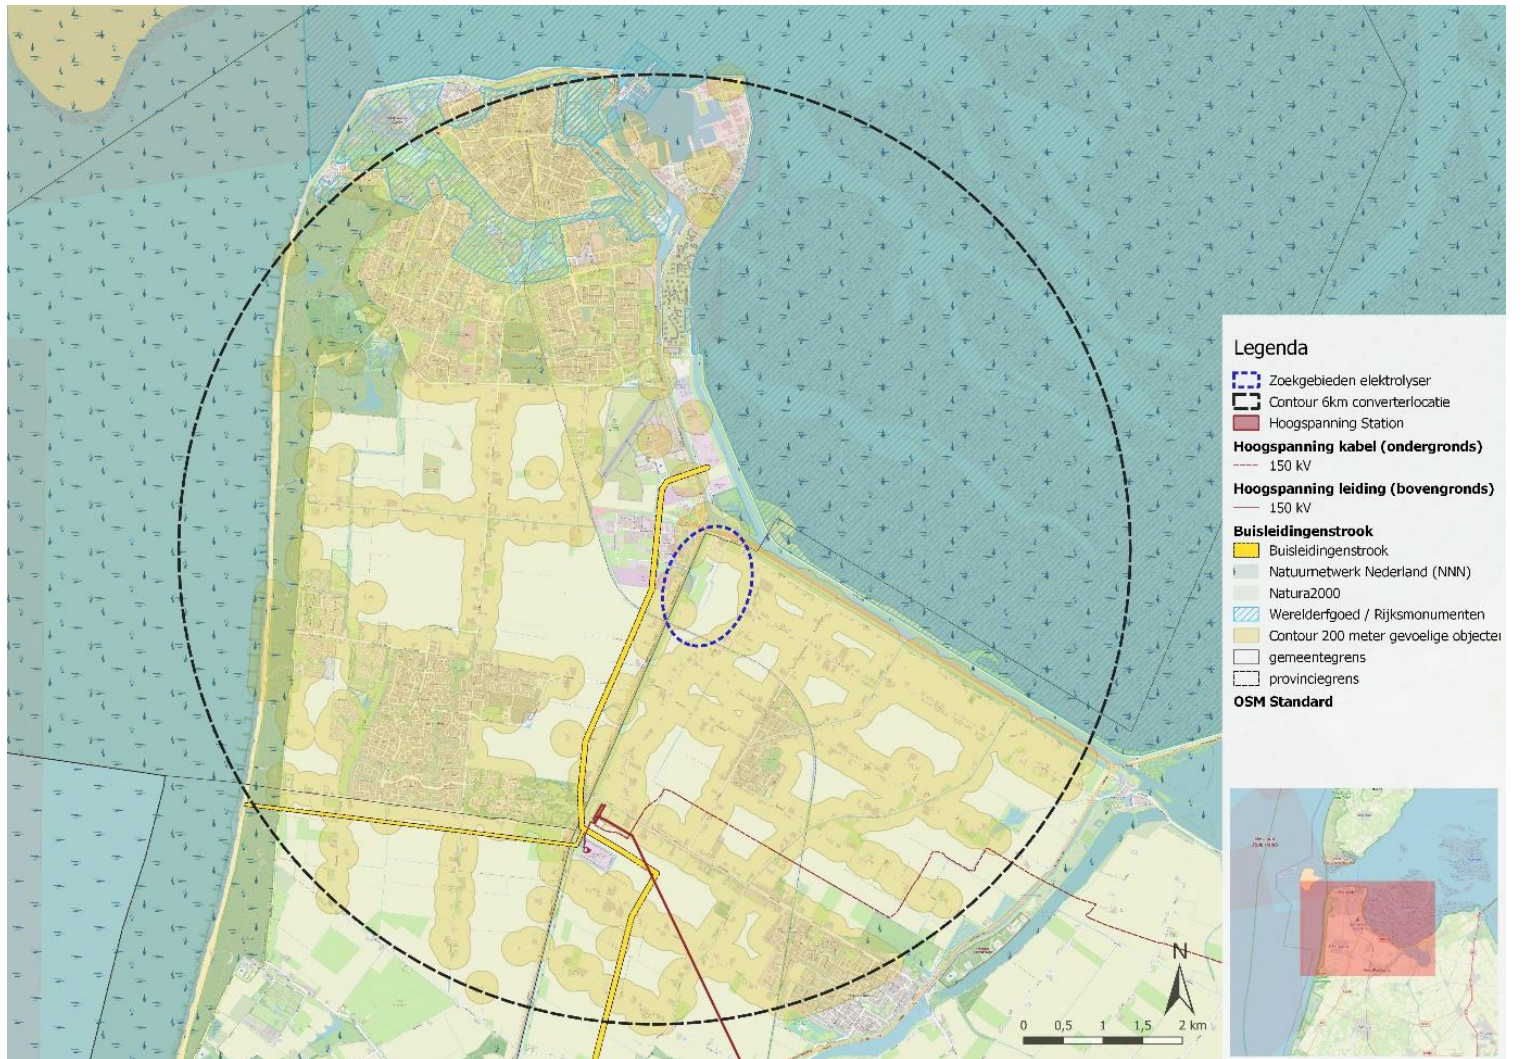 Legenda
Zoekgebieden elektrolyser
Contour 6km converterlocatie
Hoogspanning Station
Hoogspanning kabel (ondergronds)
150 kV
Hoogspanning leiding (bovengronds)
150 kV
Buisleidingenstrook
Buisleidingenstrook
Natuurnetwerk Nederland (NNN)
Natura2000
Werelderfgoed / Rijksmonumenten
Contour 200 meter gevoelige objecten
gemeentegrens
provinciegrens
OSM Standard
N
0 0,5 1 1,5 2 km